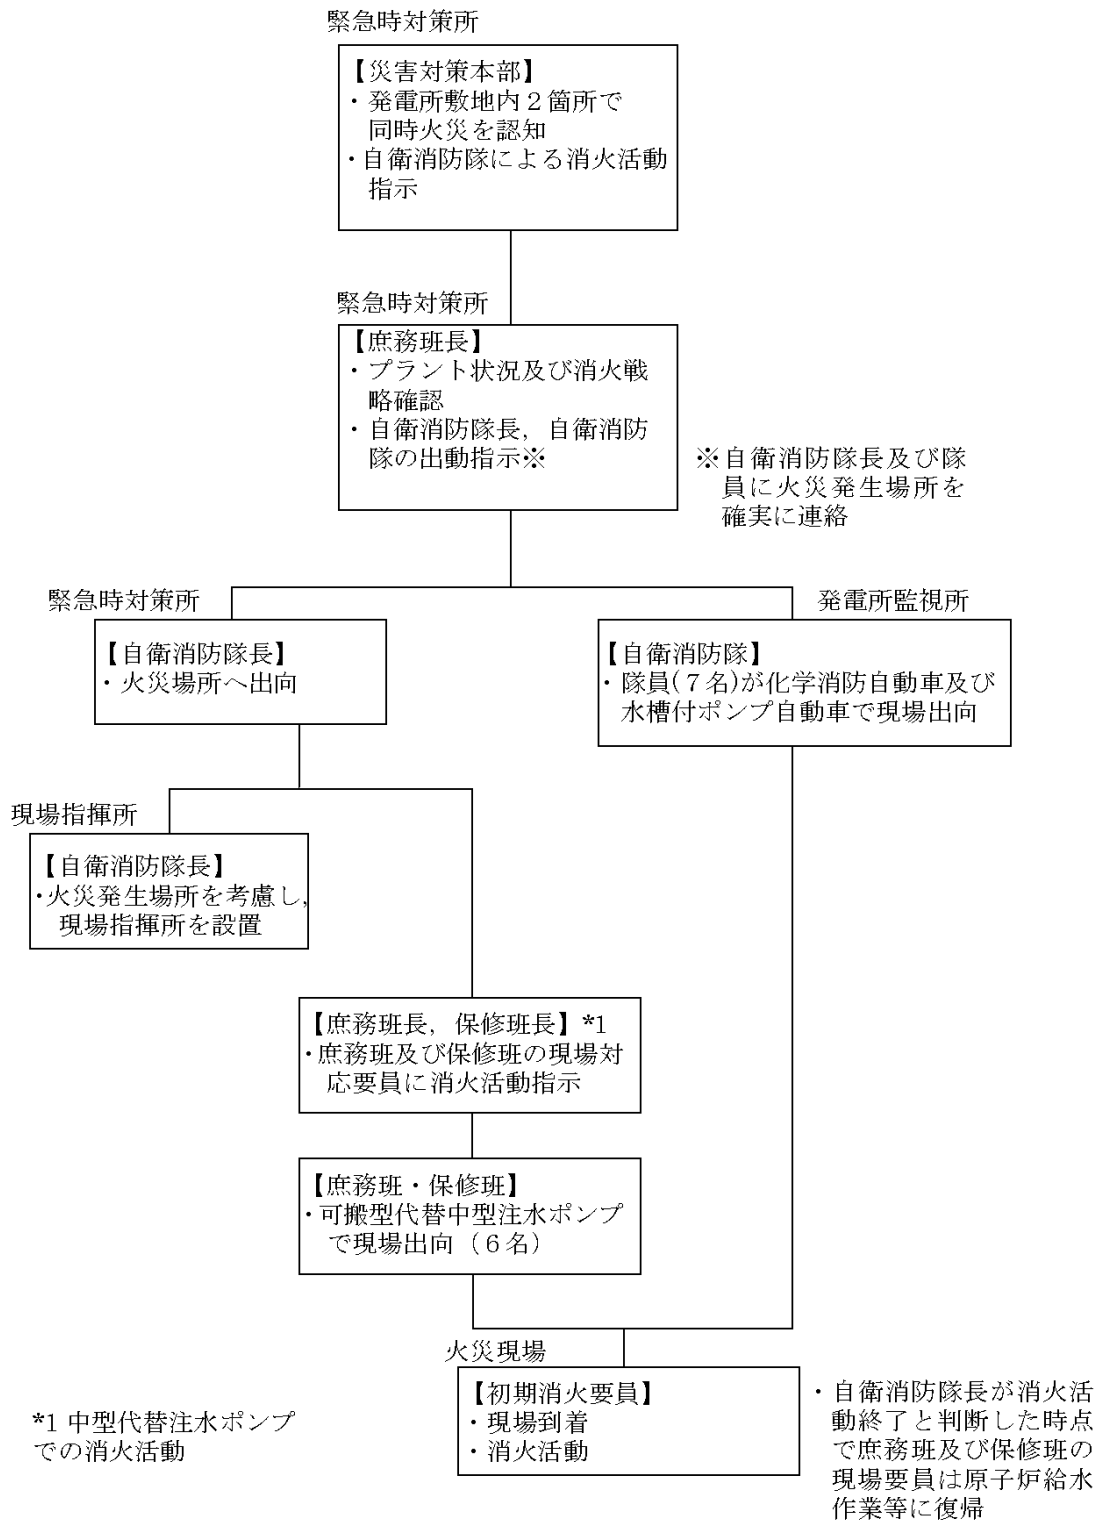 緊急時対策所
【災害対策本部】
・発電所敷地内２箇所で
同時火災を認知
・自衛消防隊による消火活動
指示
緊急時対策所
【庶務班長】
・プラント状況及び消火戦
略確認
・自衛消防隊長，自衛消防
隊の出動指示※
※自衛消防隊長及び隊
員に火災発生場所を
確実に連絡
緊急時対策所
【自衛消防隊長】
・火災場所へ出向
発電所監視所
【自衛消防隊】
・隊員(７名)が化学消防自動車及び
水槽付ポンプ自動車で現場出向
現場指揮所
【自衛消防隊長】
・火災発生場所を考慮し，
現場指揮所を設置
【庶務班長，保修班長】*1
・庶務班及び保修班の現場対
応要員に消火活動指示
【庶務班・保修班】
・可搬型代替中型注水ポンプ
で現場出向（６名）
火災現場
【初期消火要員】
・現場到着
・消火活動
*1 中型代替注水ポンプ
での消火活動
・自衛消防隊長が消火活
動終了と判断した時点
で庶務班及び保修班の
現場要員は原子炉給水
作業等に復帰